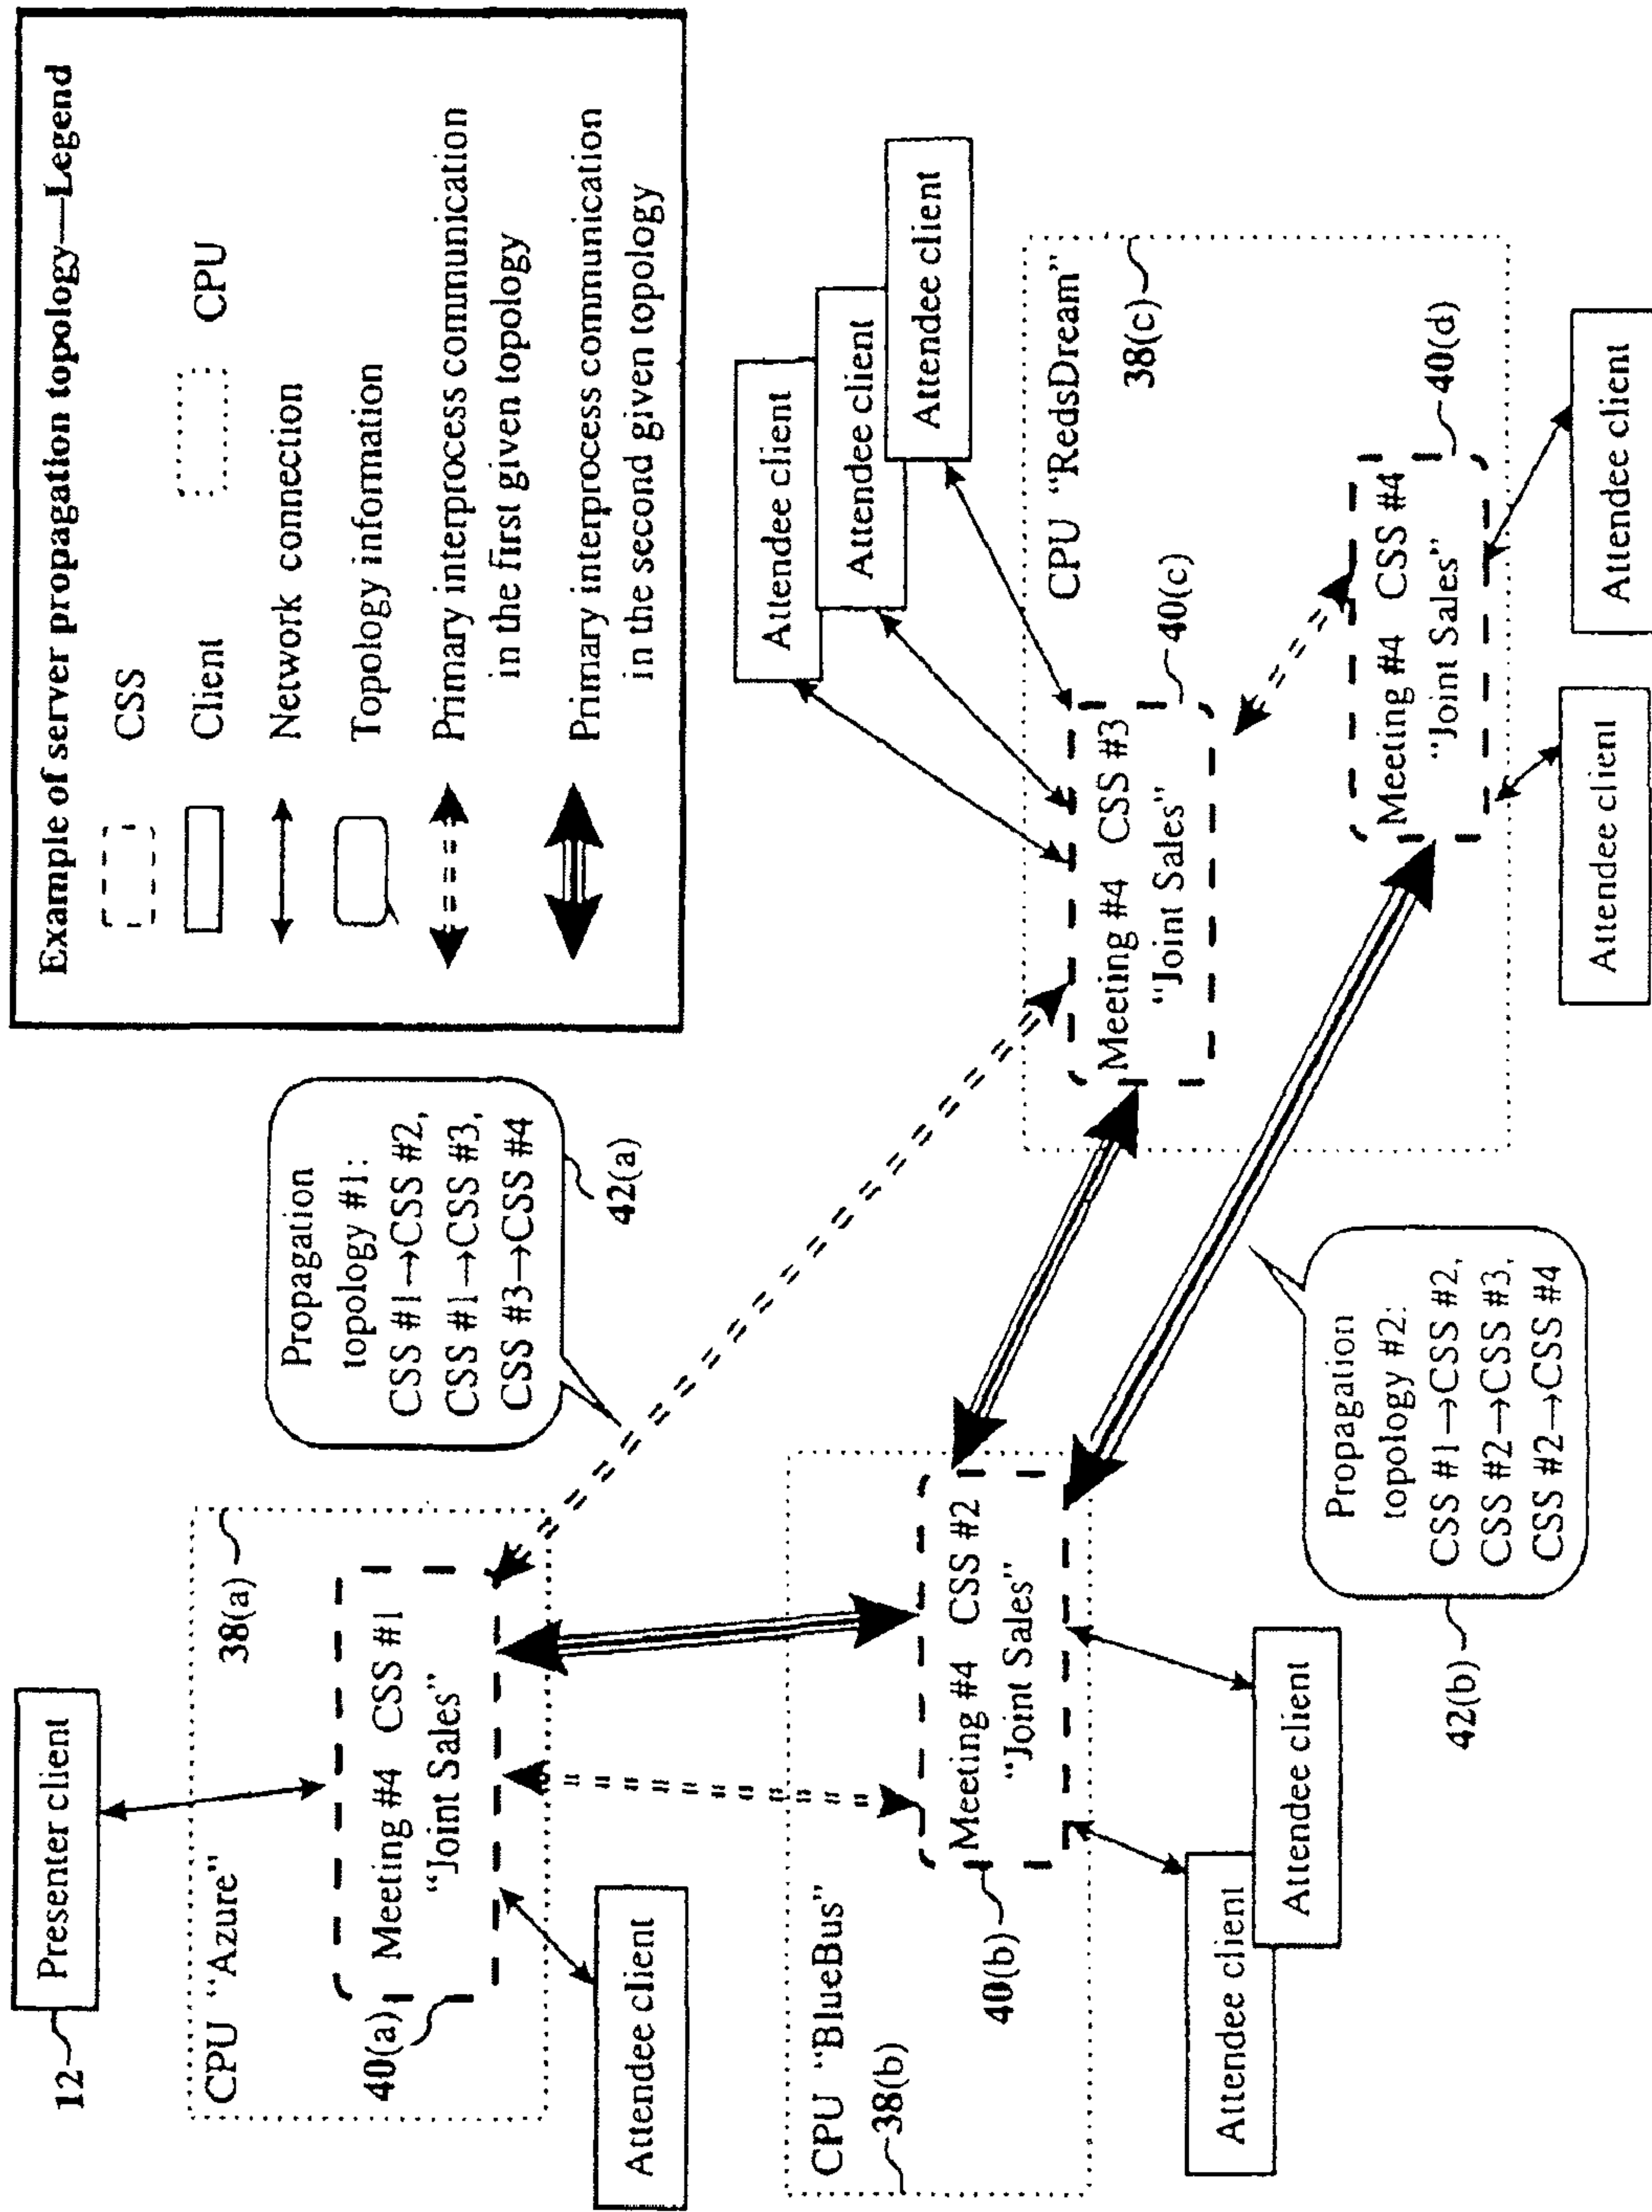 Example of server propagation topology—Legend
CSS
Client
CPU
Network connection
Topology information
Primary interprocess communication
in the first given topology
Primary interprocess communication
in the second given topology
12
Presenter client
CPU "Azure"
38(a)
40(a)
Meeting #4 CSS #1
"Joint Sales"
Attendee client
Propagation
topology #1:
CSS #1→CSS #2,
CSS #1→CSS #3,
CSS #3→CSS #4
42(a)
CPU "BlueBus"
38(b)
Meeting #4 CSS #2
"Joint Sales"
40(b)
Attendee client
Attendee client
Propagation
topology #2:
CSS #1→CSS #2,
CSS #2→CSS #3,
CSS #2→CSS #4
42(b)
Attendee client
Attendee client
Attendee client
CPU "RedsDream"
38(c)
Meeting #4 CSS #3
"Joint Sales"
40(c)
Meeting #4 CSS #4
"Joint Sales"
40(d)
Attendee client
Attendee client